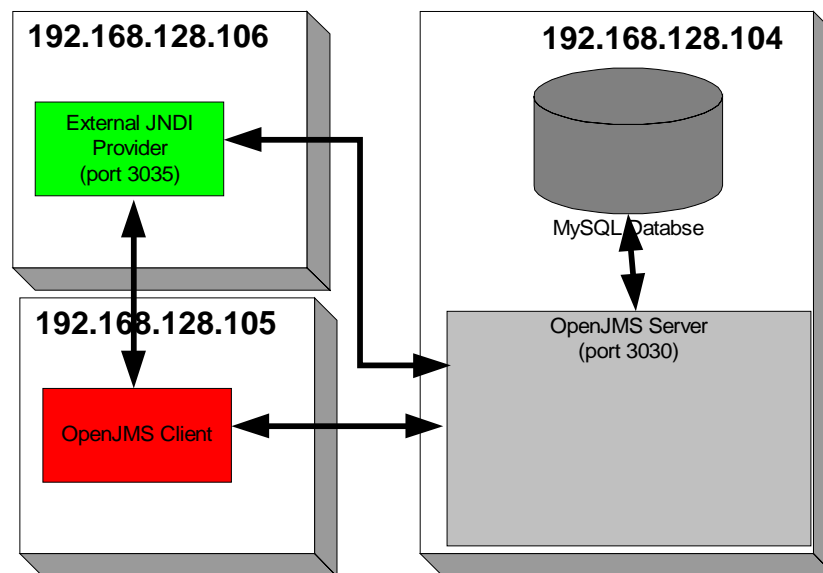 192.168.128.106
External JNDI
Provider
(port 3035)
192.168.128.104
MySQL Databse
192.168.128.105
OpenJMS Client
OpenJMS Server
(port 3030)